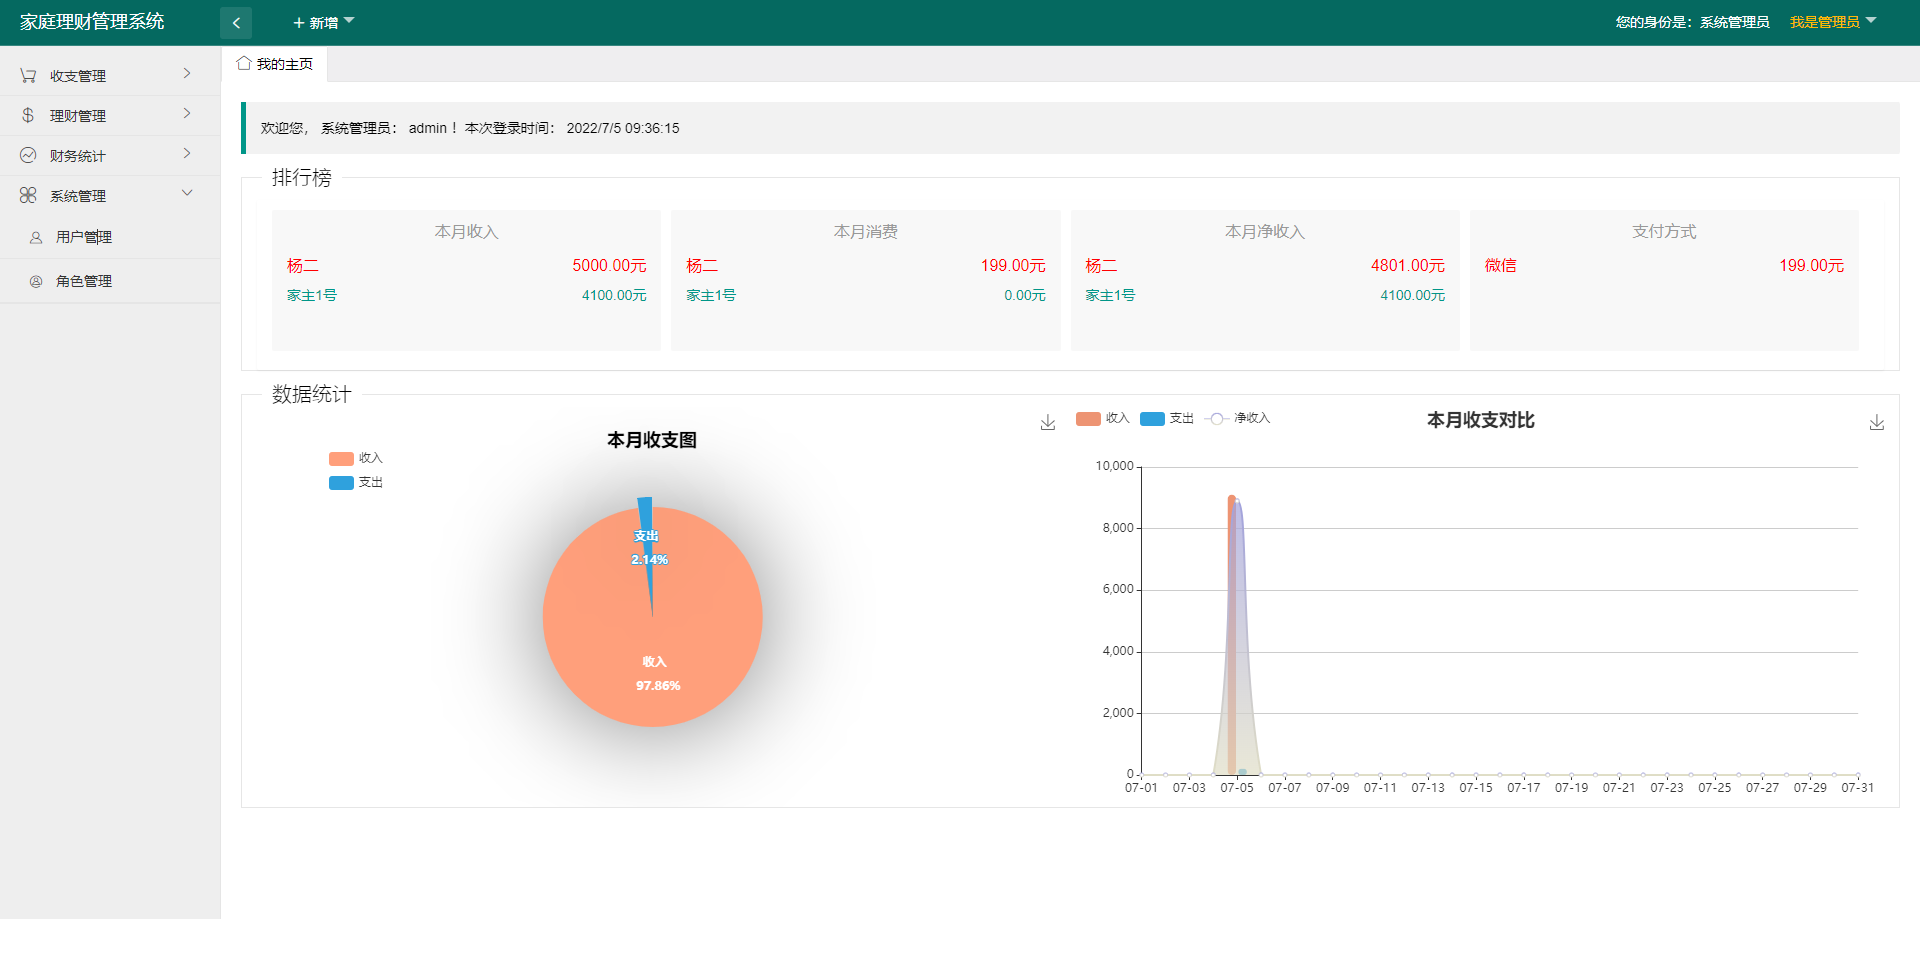 家庭理财管理系统
新增
您的身份是：系统管理员 我是管理员
收支管理
理财管理
财务统计
系统管理
用户管理
角色管理
我的主页
欢迎您， 系统管理员： admin ！ 本次登录时间： 2022/7/5 09:36:15
排行榜
本月收入
杨二 5000.00元
家主1号 4100.00元
本月消费
杨二 199.00元
家主1号 0.00元
本月净收入
杨二 4801.00元
家主1号 4100.00元
支付方式
微信 199.00元
数据统计
本月收支图
收入
支出
支出
2.14%
收入
97.86%
收入 支出 净收入
本月收支对比
10,000
8,000
6,000
4,000
2,000
0
07-01 07-03 07-05 07-07 07-09 07-11 07-13 07-15 07-17 07-19 07-21 07-23 07-25 07-27 07-29 07-31